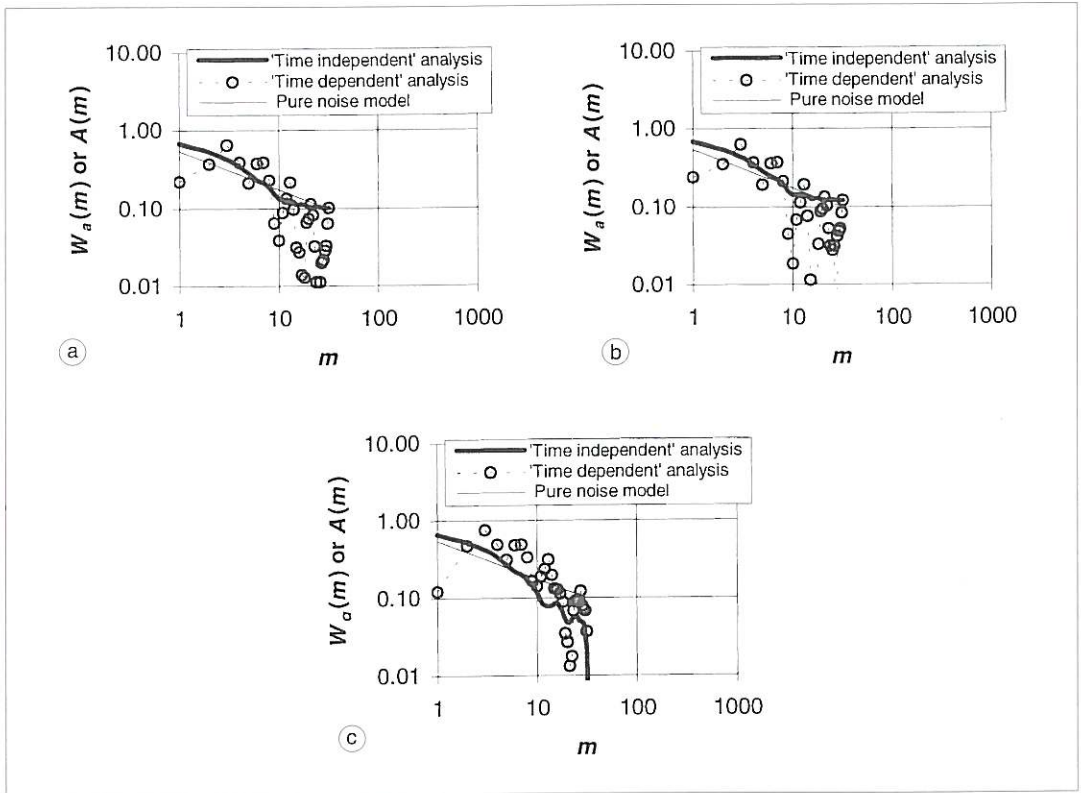 10.00
'Time independent' analysis
'Time dependent' analysis
Pure noise model
1.00
0.10
0.01
1 10 100 1000
Wa(m) or A(m)
m
a
10.00
'Time independent' analysis
'Time dependent' analysis
Pure noise model
1.00
0.10
0.01
1 10 100 1000
Wa(m) or A(m)
m
b
10.00
'Time independent' analysis
'Time dependent' analysis
Pure noise model
1.00
0.10
0.01
1 10 100 1000
Wa(m) or A(m)
m
c